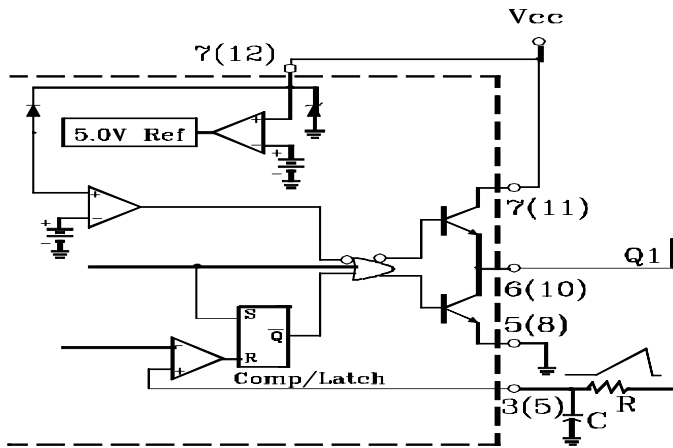 Vcc
7(12)
5.0V Ref
+
−
+
−
+
−
+
−
7(11)
Q1
6(10)
S
Q̅
R
5(8)
−
+
Comp/Latch
3(5)
C
R